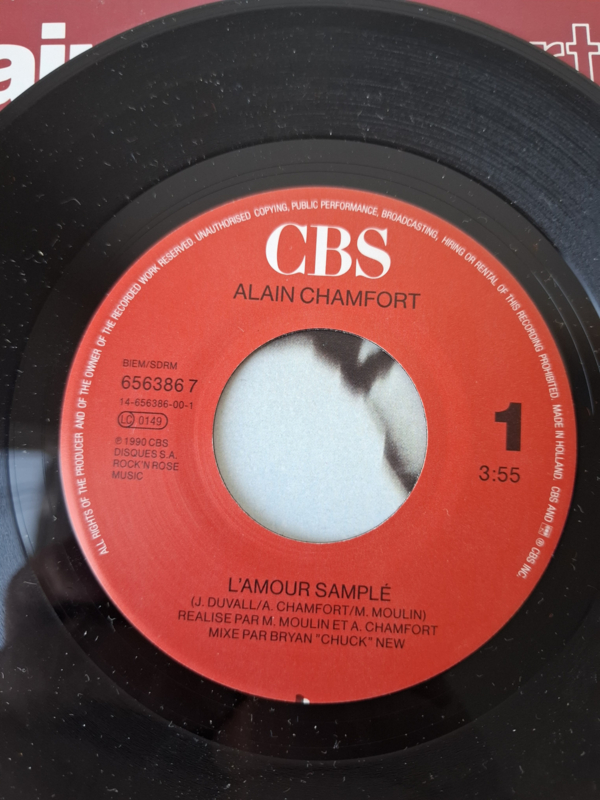 ALL RIGHTS OF THE PRODUCER AND OF THE OWNER OF THE RECORDED WORK RESERVED. UNAUTHORISED COPYING, PUBLIC PERFORMANCE, BROADCASTING, HIRING OR RENTAL OF THIS RECORDING PROHIBITED. MADE IN HOLLAND. CBS AND ® CBS INC.
CBS
ALAIN CHAMFORT
BIEM/SDRM
656386 7
14-656386-00-1
LC 0149
℗ 1990 CBS
DISQUES S.A.
ROCK'N ROSE
MUSIC
1
3:55
L'AMOUR SAMPLÉ
(J. DUVALL/A. CHAMFORT/M. MOULIN)
REALISE PAR M. MOULIN ET A. CHAMFORT
MIXE PAR BRYAN "CHUCK" NEW